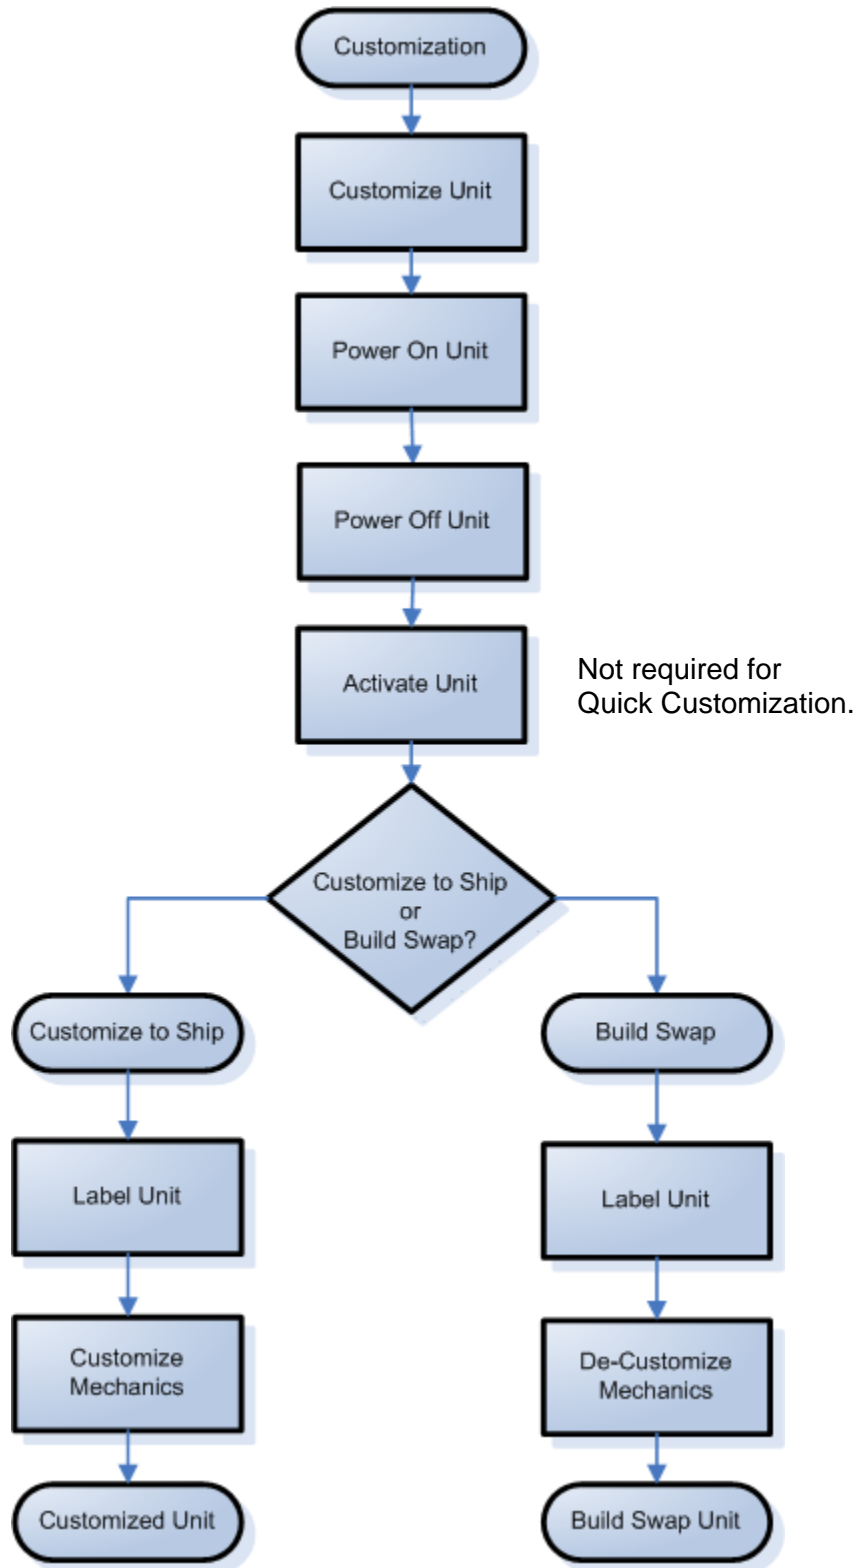 Customization
Customize Unit
Power On Unit
Power Off Unit
Activate Unit
Not required for
Quick Customization.
Customize to Ship
or
Build Swap?
Customize to Ship
Build Swap
Label Unit
Label Unit
Customize
Mechanics
De-Customize
Mechanics
Customized Unit
Build Swap Unit